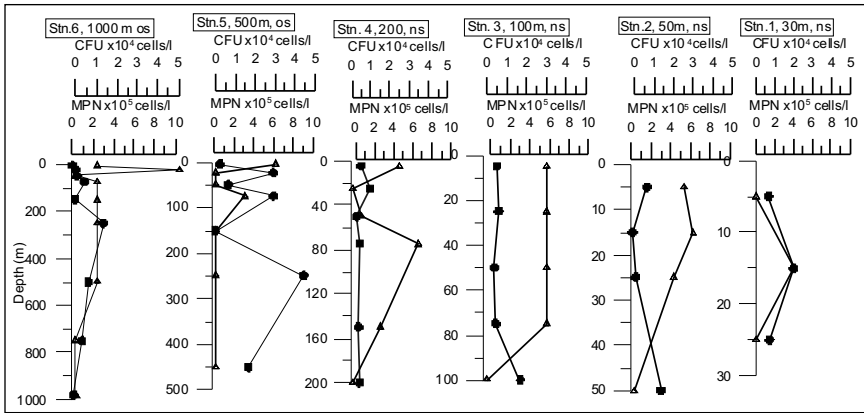 Stn.6, 1000 m os
CFU x10⁴ cells/l
0 1 2 3 4 5
MPN x10⁵ cells/l
0 2 4 6 8 10
0
200
400
600
800
1000
Depth (m)
Stn.5, 500m, os
CFU x10⁴ cells/l
0 1 2 3 4 5
MPN x10⁵ cells/l
0 2 4 6 8 10
0
50
100
150
200
300
400
500
Stn. 4, 200, ns
CFU x10⁴ cells/l
0 1 2 3 4 5
MPN x10⁵ cells/l
0 2 4 6 8 10
0
40
80
120
160
200
Stn. 3, 100m, ns
CFU x10⁴ cells/l
0 1 2 3 4 5
MPN x10⁵ cells/l
0 2 4 6 8 10
0
20
40
60
80
100
Stn.2, 50m, ns
CFU x10⁴ cells/l
0 1 2 3 4 5
MPN x10⁵ cells/l
0 2 4 6 8 10
0
10
20
30
40
50
Stn.1, 30m, ns
CFU x10⁴ cells/l
0 1 2 3 4 5
MPN x10⁵ cells/l
0 2 4 6 8 10
0
10
20
30